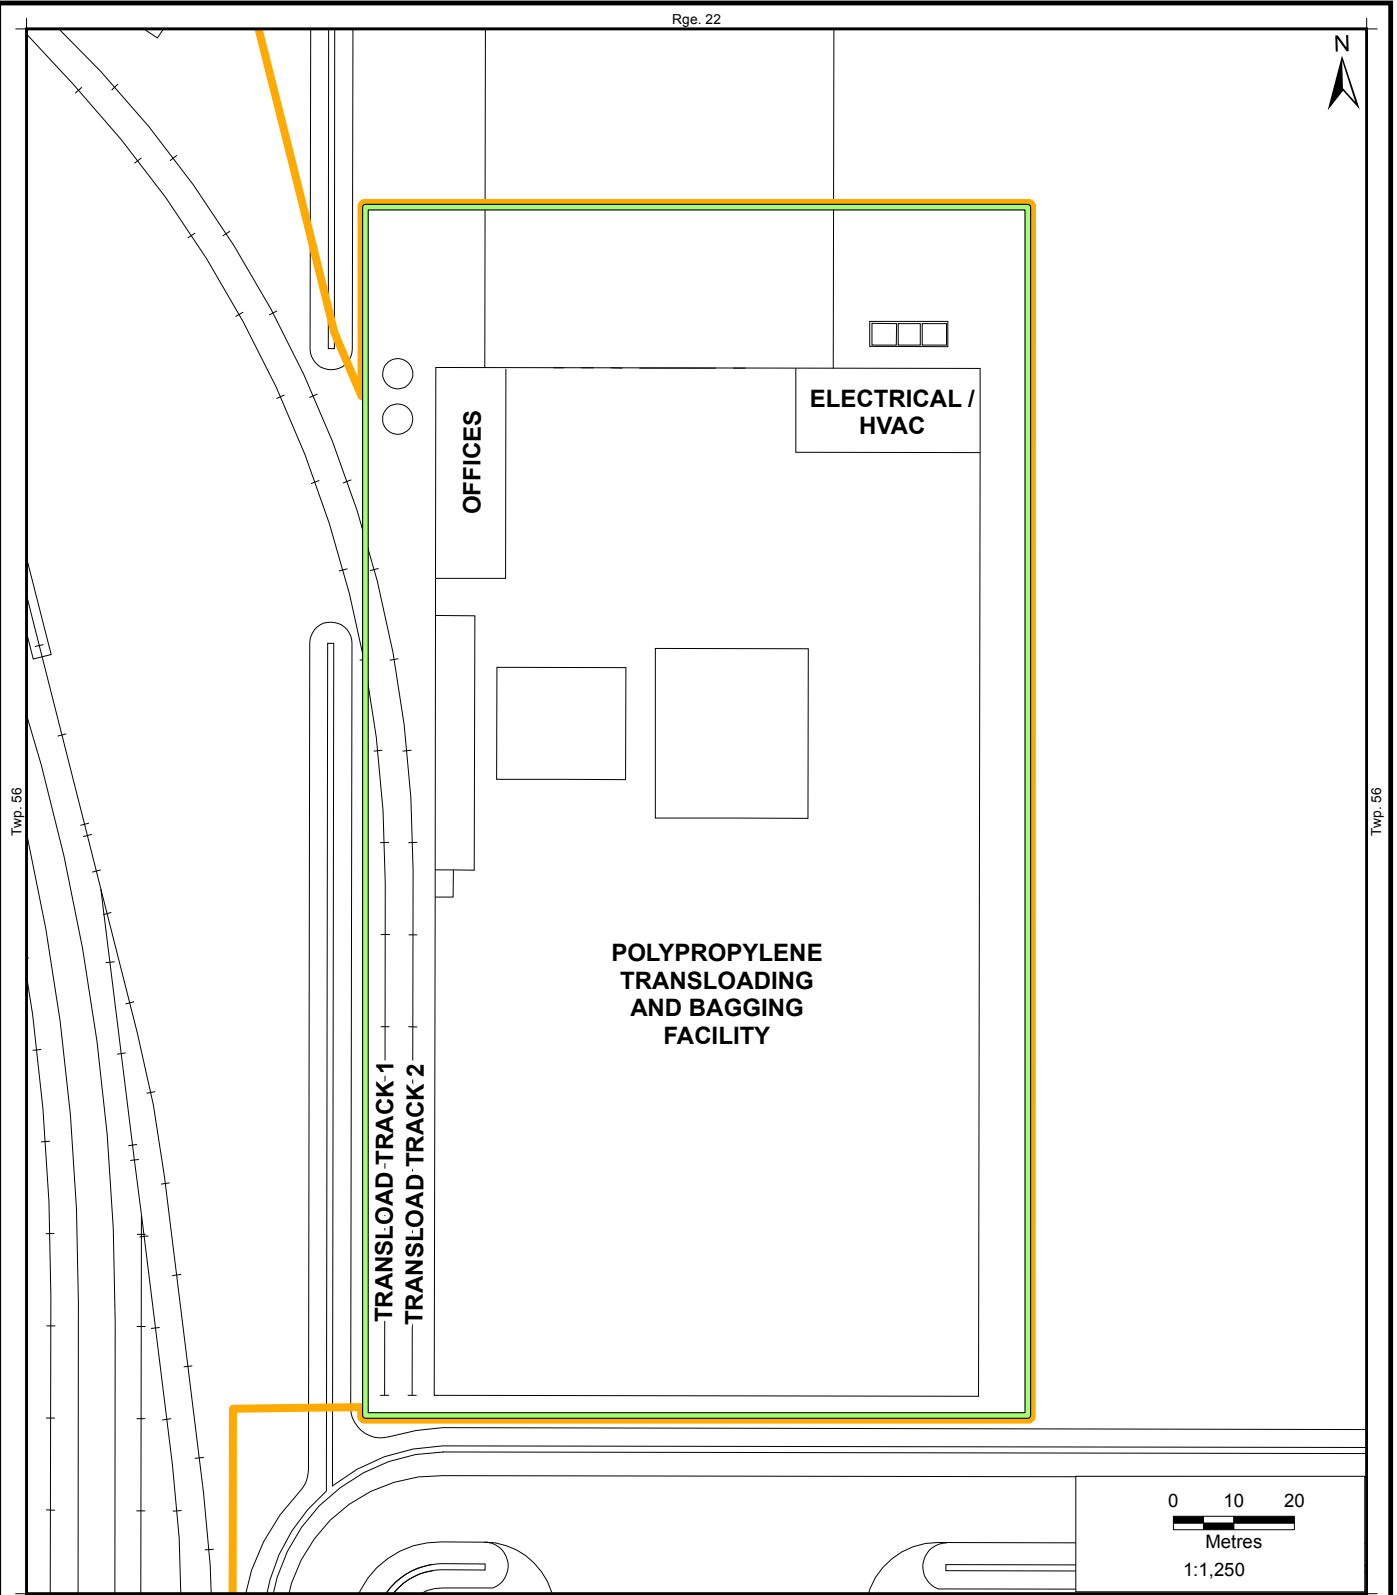 Rge. 22
N
ELECTRICAL /
HVAC
OFFICES
Twp. 56
Twp. 56
POLYPROPYLENE
TRANSLOADING
AND BAGGING
FACILITY
TRANSLOAD TRACK 1
TRANSLOAD TRACK 2
0 10 20
Metres
1:1,250